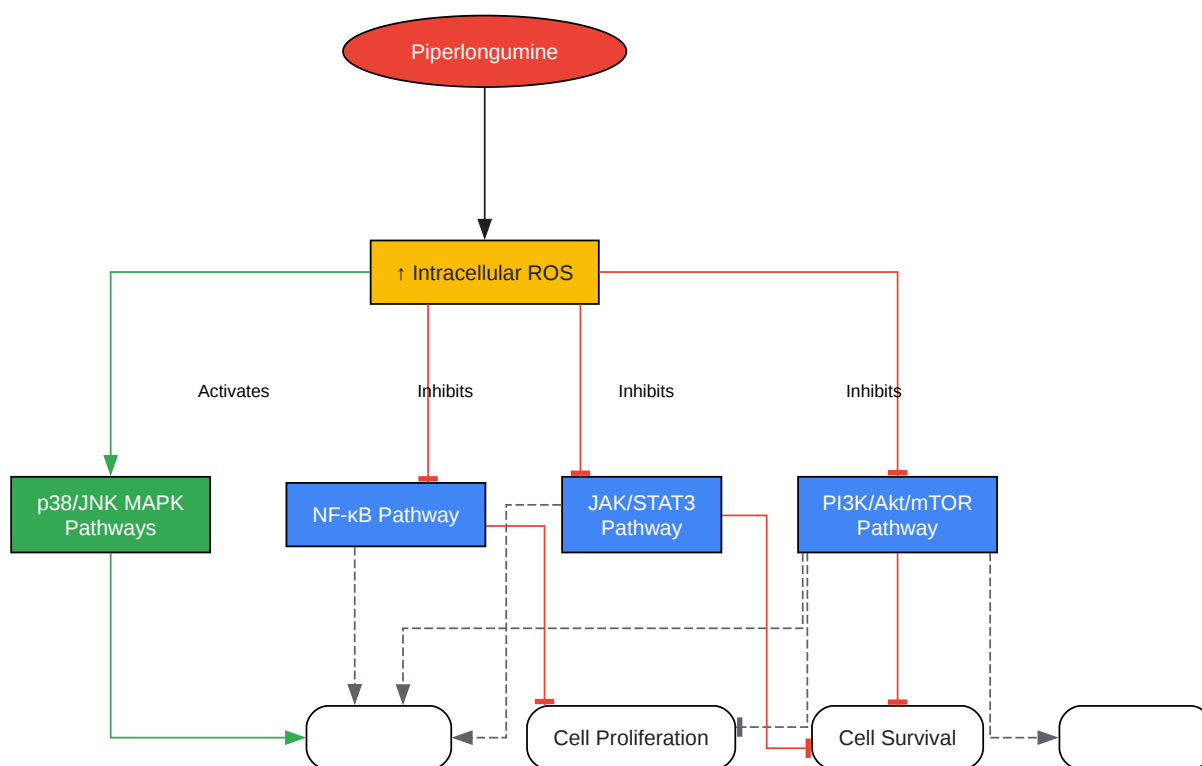 Piperlongumine
↑ Intracellular ROS
Activates
Inhibits
Inhibits
Inhibits
p38/JNK MAPK
Pathways
NF-κB Pathway
JAK/STAT3
Pathway
PI3K/Akt/mTOR
Pathway
Cell Proliferation
Cell Survival